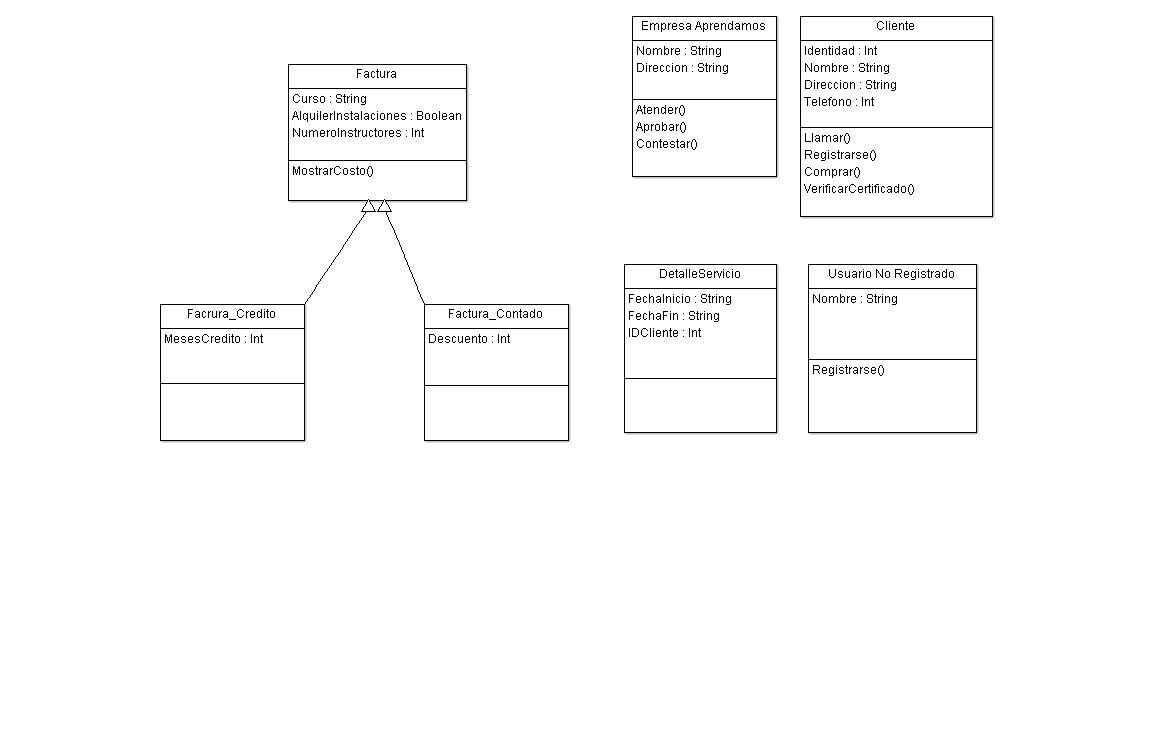 Factura
Curso : String
AlquilerInstalaciones : Boolean
NumeroInstructores : Int
MostrarCosto()
Facrura_Credito
MesesCredito : Int
Factura_Contado
Descuento : Int
Empresa Aprendamos
Nombre : String
Direccion : String
Atender()
Aprobar()
Contestar()
Cliente
Identidad : Int
Nombre : String
Direccion : String
Telefono : Int
Llamar()
Registrarse()
Comprar()
VerificarCertificado()
DetalleServicio
FechaInicio : String
FechaFin : String
IDCliente : Int
Usuario No Registrado
Nombre : String
Registrarse()